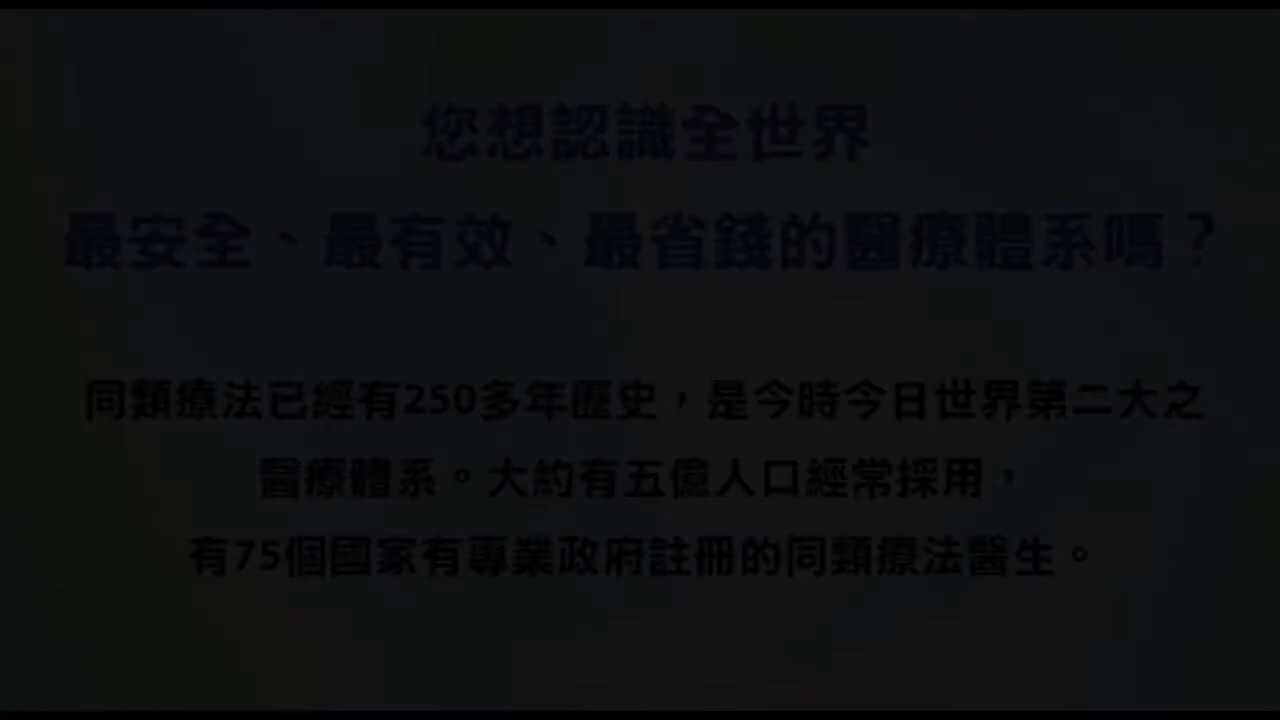 您想認識全世界
最安全、最有效、最省錢的醫療體系嗎？
同類療法已經有250多年歷史，是今時今日世界第二大之
醫療體系。大約有五億人口經常採用，
有75個國家有專業政府註冊的同類療法醫生。